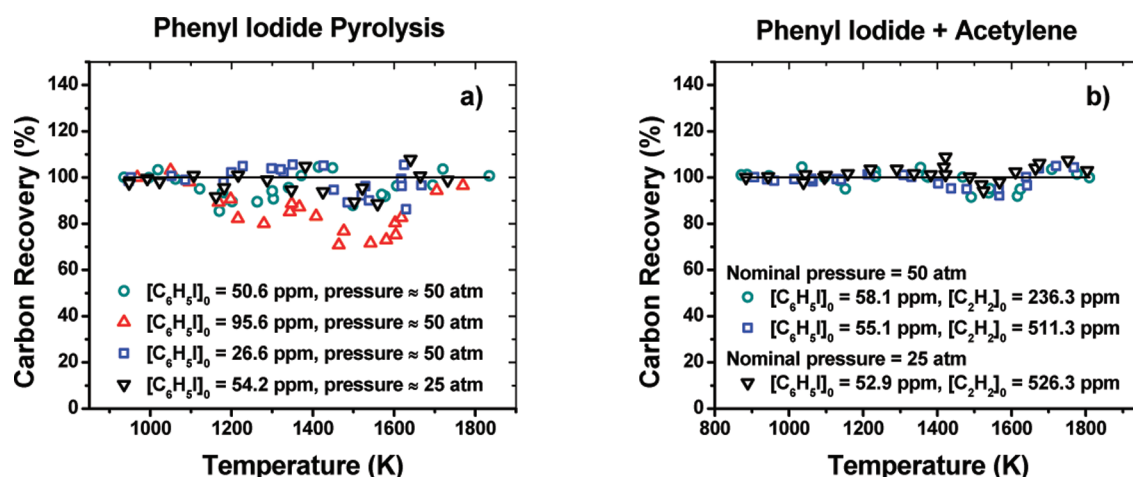 Phenyl Iodide Pyrolysis
a)
Carbon Recovery (%)
140
120
100
80
60
40
20
0
[C6H5I]0 = 50.6 ppm, pressure ≈ 50 atm
[C6H5I]0 = 95.6 ppm, pressure ≈ 50 atm
[C6H5I]0 = 26.6 ppm, pressure ≈ 50 atm
[C6H5I]0 = 54.2 ppm, pressure ≈ 25 atm
1000 1200 1400 1600 1800
Temperature (K)
Phenyl Iodide + Acetylene
b)
Carbon Recovery (%)
140
120
100
80
60
40
20
0
Nominal pressure = 50 atm
[C6H5I]0 = 58.1 ppm, [C2H2]0 = 236.3 ppm
[C6H5I]0 = 55.1 ppm, [C2H2]0 = 511.3 ppm
Nominal pressure = 25 atm
[C6H5I]0 = 52.9 ppm, [C2H2]0 = 526.3 ppm
800 1000 1200 1400 1600 1800
Temperature (K)